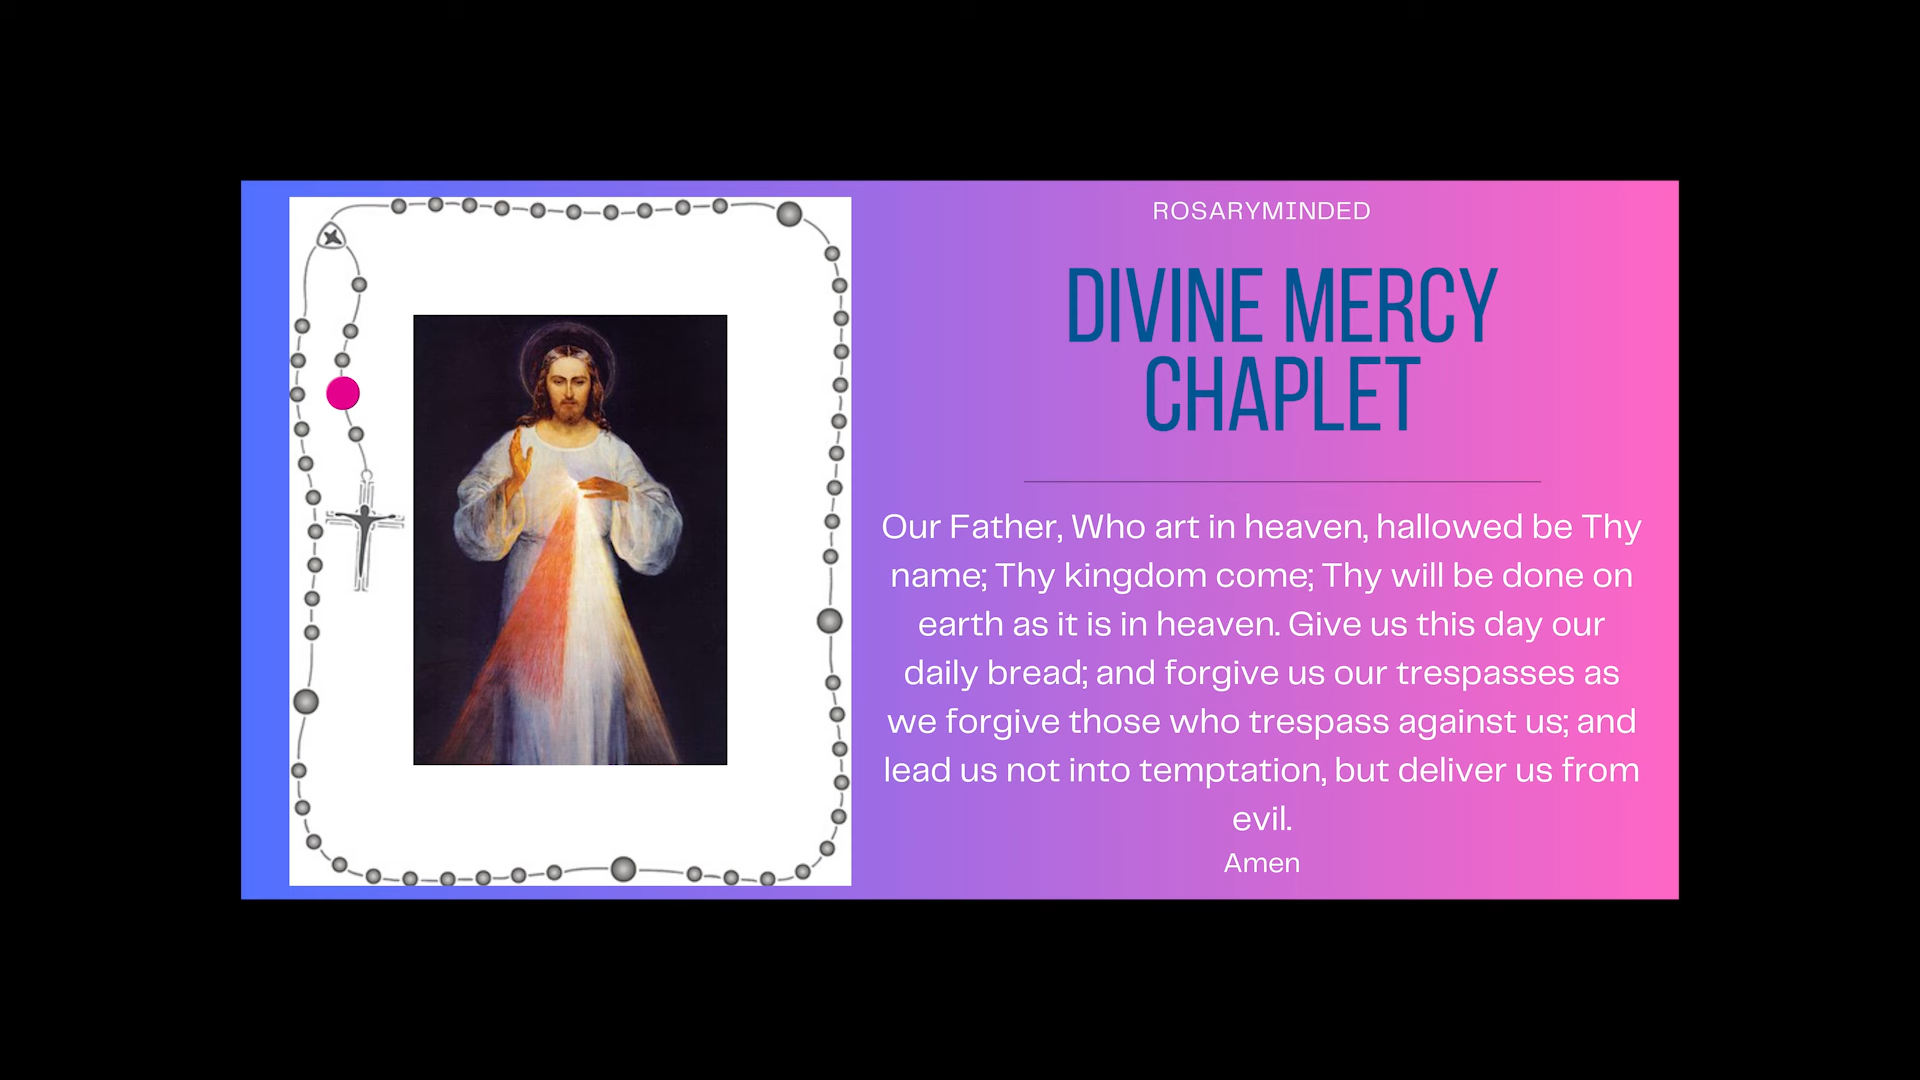 ROSARYMINDED
DIVINE MERCY
CHAPLET
Our Father, Who art in heaven, hallowed be Thy
name; Thy kingdom come; Thy will be done on
earth as it is in heaven. Give us this day our
daily bread; and forgive us our trespasses as
we forgive those who trespass against us; and
lead us not into temptation, but deliver us from
evil.
Amen